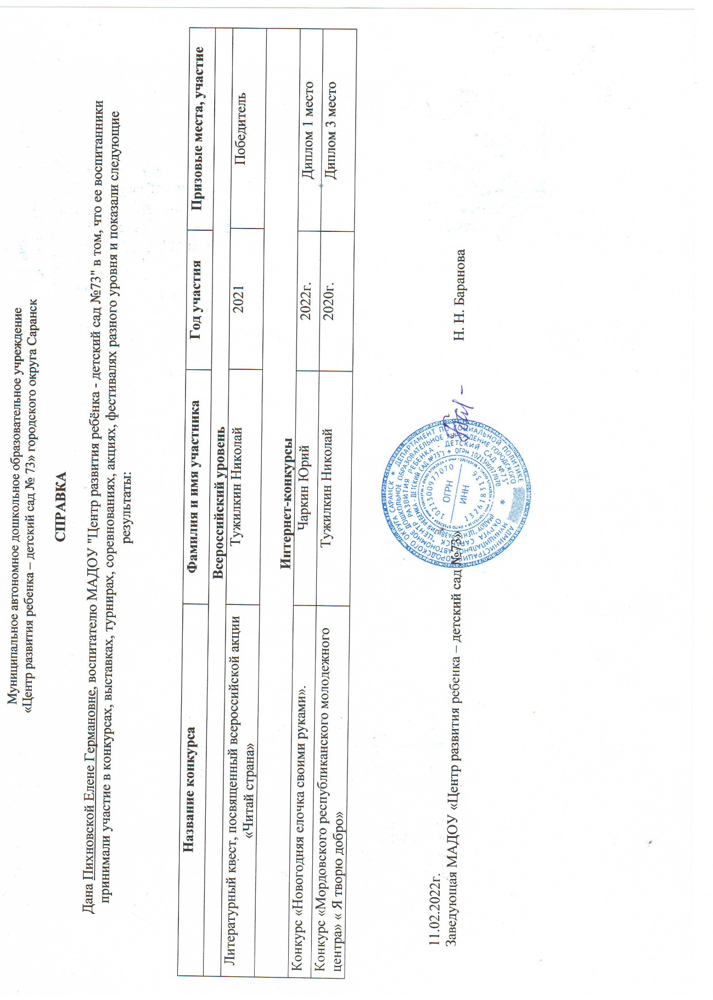 Муниципальное автономное дошкольное образовательное учреждение
«Центр развития ребенка – детский сад № 73» городского округа Саранск
СПРАВКА
Дана Пихновской Елене Германовне, воспитателю МАДОУ "Центр развития ребёнка - детский сад №73" в том, что ее воспитанники
принимали участие в конкурсах, выставках, турнирах, соревнованиях, акциях, фестивалях разного уровня и показали следующие
результаты:
Название конкурса Фамилия и имя участника Год участия Призовые места, участие
Всероссийский уровень
Литературный квест, посвященный всероссийской акции Тужилкин Николай 2021 Победитель
«Читай страна»
Интернет-конкурсы
Конкурс «Новогодняя елочка своими руками». Чаркин Юрий 2022г. Диплом 1 место
Конкурс «Мордовского республиканского молодежного Тужилкин Николай 2020г. Диплом 3 место
центра» « Я творю добро»
11.02.2022г.
Заведующая МАДОУ «Центр развития ребенка – детский сад №73» Н. Н. Баранова
ОГРН
1021300977070
ИНН
1326183136